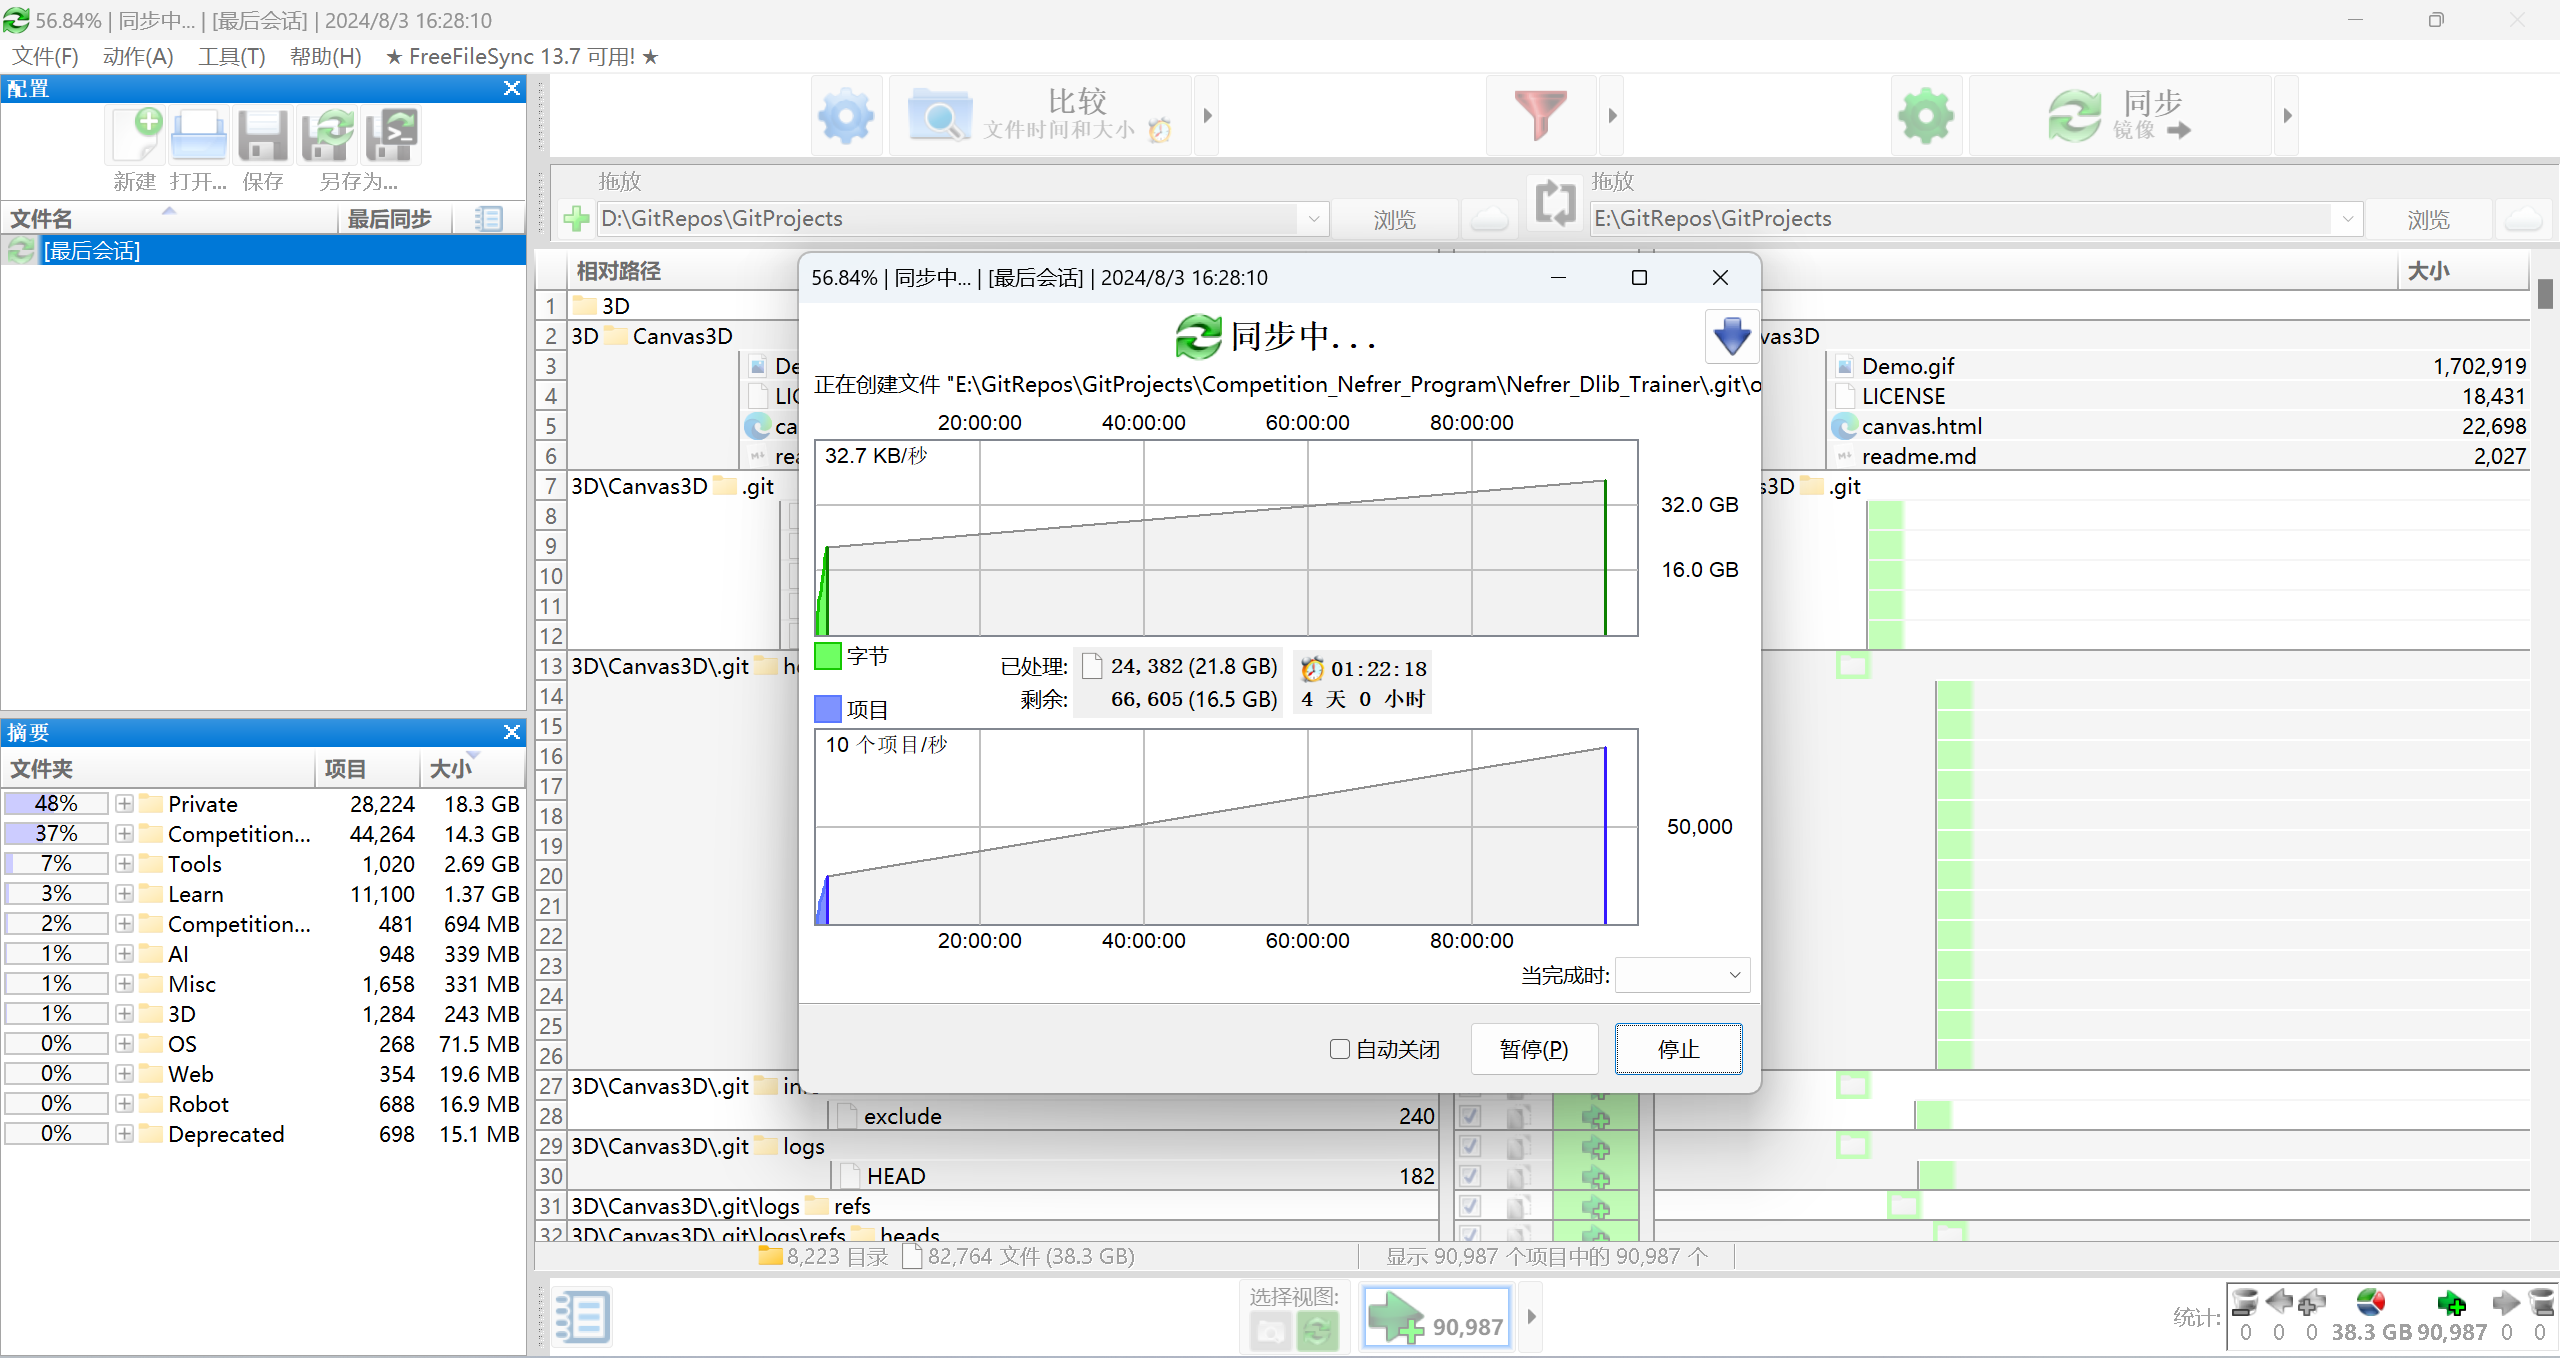 56.84% | 同步中... | [最后会话] | 2024/8/3 16:28:10
文件(F) 动作(A) 工具(T) 帮助(H) ★ FreeFileSync 13.7 可用! ★
配置
新建 打开... 保存 另存为...
文件名 最后同步
[最后会话]
比较
文件时间和大小
同步
镜像
拖放
D:\GitRepos\GitProjects 浏览
拖放
E:\GitRepos\GitProjects 浏览
相对路径
大小
1 3D
2 3D Canvas3D
3
4
5
6
7 3D\Canvas3D .git
8
9
10
11
12
13 3D\Canvas3D\.git
14
15
16
17
18
19
20
21
22
23
24
25
26
27 3D\Canvas3D\.git
28 exclude 240
29 3D\Canvas3D\.git logs
30 HEAD 182
31 3D\Canvas3D\.git\logs refs
32 3D\Canvas3D\.git\logs\refs heads
Demo.gif 1,702,919
LICENSE 18,431
canvas.html 22,698
readme.md 2,027
.git
56.84% | 同步中... | [最后会话] | 2024/8/3 16:28:10
同步中...
正在创建文件 "E:\GitRepos\GitProjects\Competition_Nefrer_Program\Nefrer_Dlib_Trainer\.git\o
20:00:00 40:00:00 60:00:00 80:00:00
32.7 KB/秒
32.0 GB
16.0 GB
字节
项目
已处理: 24,382 (21.8 GB) 01:22:18
剩余: 66,605 (16.5 GB) 4 天 0 小时
10 个项目/秒
50,000
20:00:00 40:00:00 60:00:00 80:00:00
当完成时:
自动关闭 暂停(P) 停止
摘要
文件夹 项目 大小
48% Private 28,224 18.3 GB
37% Competition... 44,264 14.3 GB
7% Tools 1,020 2.69 GB
3% Learn 11,100 1.37 GB
2% Competition... 481 694 MB
1% AI 948 339 MB
1% Misc 1,658 331 MB
1% 3D 1,284 243 MB
0% OS 268 71.5 MB
0% Web 354 19.6 MB
0% Robot 688 16.9 MB
0% Deprecated 698 15.1 MB
8,223 目录 82,764 文件 (38.3 GB)
显示 90,987 个项目中的 90,987 个
选择视图:
90,987
统计:
0 0 0 38.3 GB 90,987 0 0